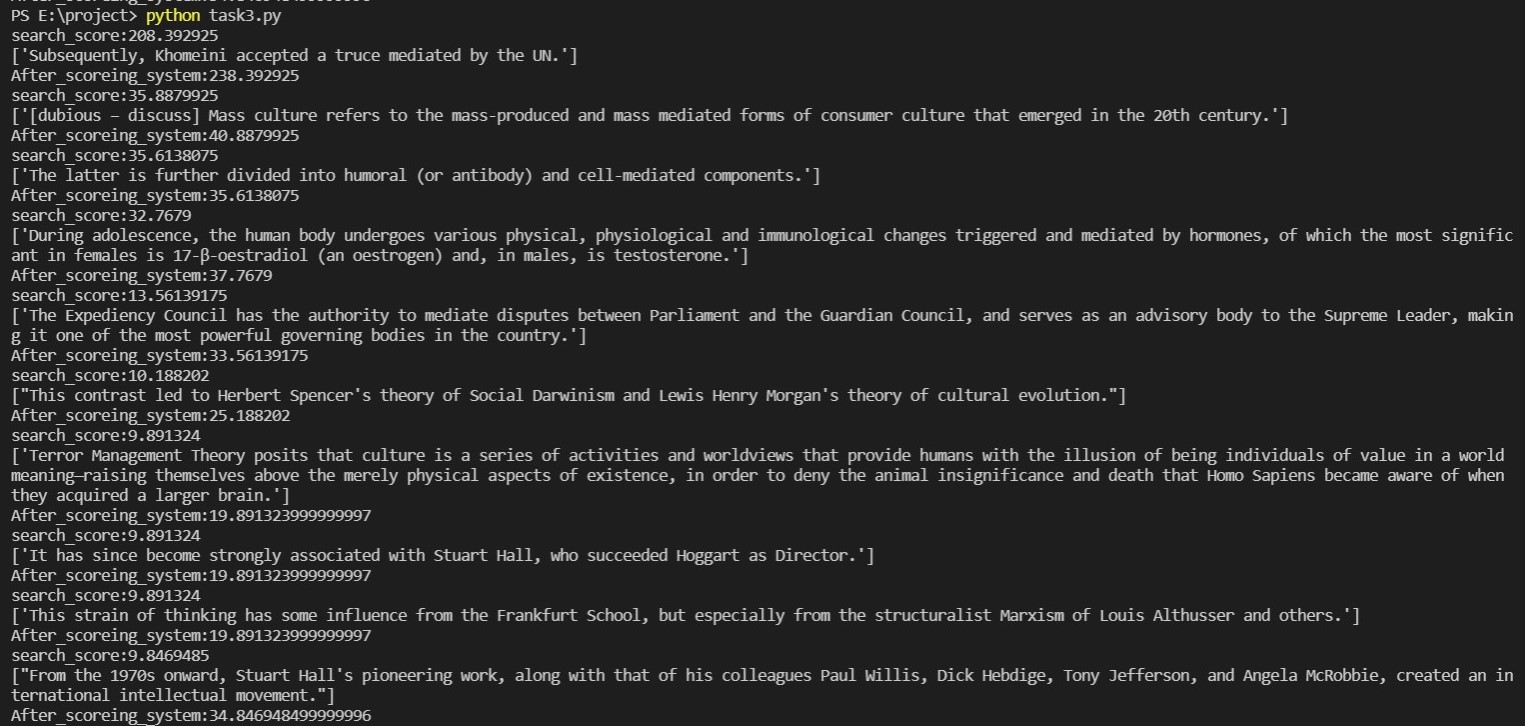 PS E:\project> python task3.py
search_score:208.392925
['Subsequently, Khomeini accepted a truce mediated by the UN.']
After_scoreing_system:238.392925
search_score:35.8879925
['[dubious – discuss] Mass culture refers to the mass-produced and mass mediated forms of consumer culture that emerged in the 20th century.']
After_scoreing_system:40.8879925
search_score:35.6138075
['The latter is further divided into humoral (or antibody) and cell-mediated components.']
After_scoreing_system:35.6138075
search_score:32.7679
['During adolescence, the human body undergoes various physical, physiological and immunological changes triggered and mediated by hormones, of which the most signific
ant in females is 17-β-oestradiol (an oestrogen) and, in males, is testosterone.']
After_scoreing_system:37.7679
search_score:13.56139175
['The Expediency Council has the authority to mediate disputes between Parliament and the Guardian Council, and serves as an advisory body to the Supreme Leader, makin
g it one of the most powerful governing bodies in the country.']
After_scoreing_system:33.56139175
search_score:10.188202
["This contrast led to Herbert Spencer's theory of Social Darwinism and Lewis Henry Morgan's theory of cultural evolution."]
After_scoreing_system:25.188202
search_score:9.891324
['Terror Management Theory posits that culture is a series of activities and worldviews that provide humans with the illusion of being individuals of value in a world
meaning—raising themselves above the merely physical aspects of existence, in order to deny the animal insignificance and death that Homo Sapiens became aware of when
they acquired a larger brain.']
After_scoreing_system:19.891323999999997
search_score:9.891324
['It has since become strongly associated with Stuart Hall, who succeeded Hoggart as Director.']
After_scoreing_system:19.891323999999997
search_score:9.891324
['This strain of thinking has some influence from the Frankfurt School, but especially from the structuralist Marxism of Louis Althusser and others.']
After_scoreing_system:19.891323999999997
search_score:9.8469485
["From the 1970s onward, Stuart Hall's pioneering work, along with that of his colleagues Paul Willis, Dick Hebdige, Tony Jefferson, and Angela McRobbie, created an in
ternational intellectual movement."]
After_scoreing_system:34.846948499999996